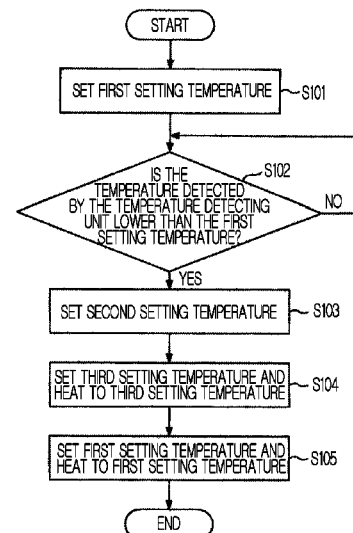 START
SET FIRST SETTING TEMPERATURE
S101
IS THE
TEMPERATURE DETECTED
BY THE TEMPERATURE DETECTING
UNIT LOWER THAN THE FIRST
SETTING TEMPERATURE?
S102
NO
YES
SET SECOND SETTING TEMPERATURE
S103
SET THIRD SETTING TEMPERATURE AND
HEAT TO THIRD SETTING TEMPERATURE
S104
SET FIRST SETTING TEMPERATURE AND
HEAT TO FIRST SETTING TEMPERATURE
S105
END